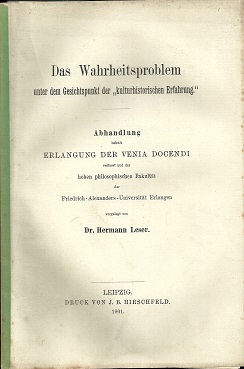 Das Wahrheitsproblem
unter dem Gesichtspunkt der „kulturhistorischen Erfahrung.“
Abhandlung
behufs
ERLANGUNG DER VENIA DOCENDI
verfasst und der
hohen philosophischen Fakultät
der
Friedrich-Alexanders-Universität Erlangen
vorgelegt von
Dr. Hermann Leser.
LEIPZIG.
DRUCK VON J. B. HIRSCHFELD.
1901.